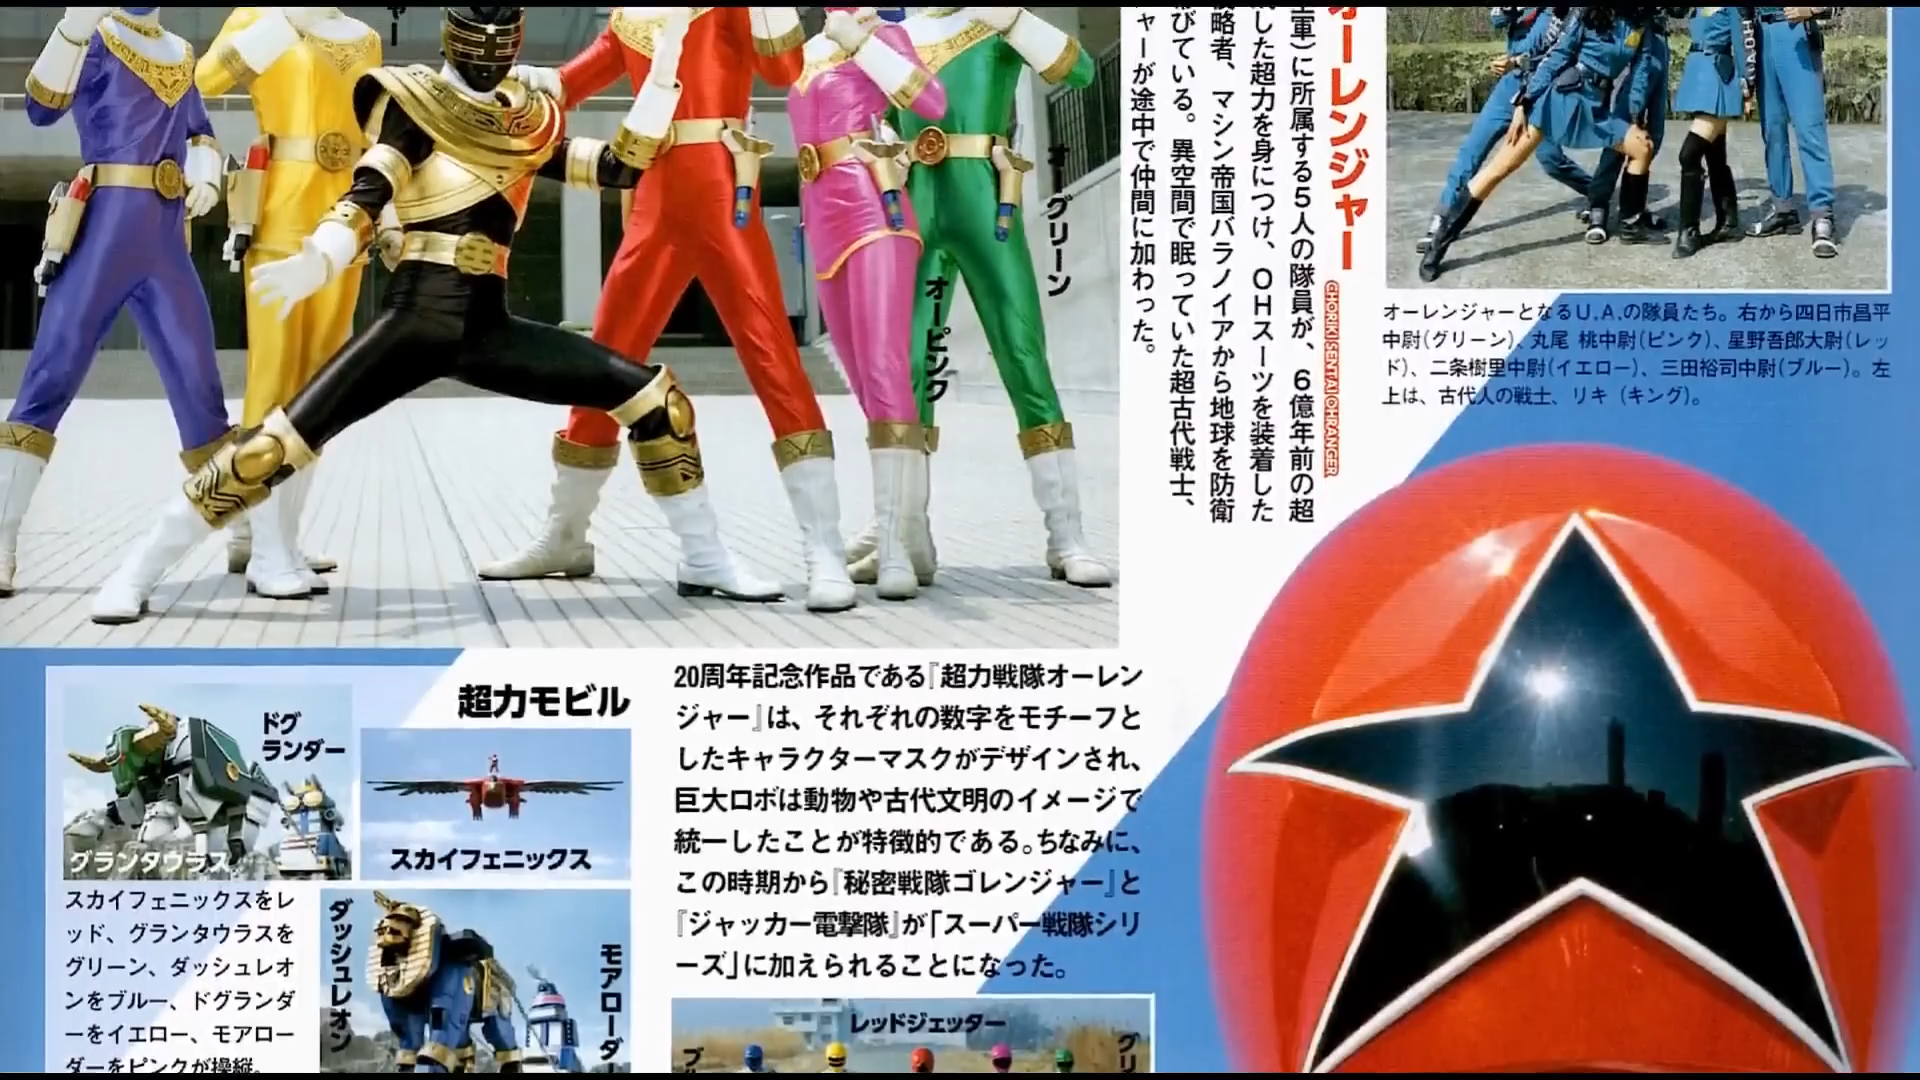 オーレンジャー
CHORIKI SENTAI OHRANGER
軍)に所属する5人の隊員が、6億年前の超
した超力を身につけ、OHスーツを装着した
略者、マシン帝国バラノイアから地球を防衛
びている。異空間で眠っていた超古代戦士、
ャーが途中で仲間に加わった。
オーグリーン
オーピンク
オーレンジャーとなるU.A.の隊員たち。右から四日市昌平
中尉(グリーン)、丸尾 桃中尉(ピンク)、星野吾郎大尉(レッ
ド)、二条樹里中尉(イエロー)、三田裕司中尉(ブルー)。左
上は、古代人の戦士、リキ(キング)。
20周年記念作品である『超力戦隊オーレン
ジャー』は、それぞれの数字をモチーフと
したキャラクターマスクがデザインされ、
巨大ロボは動物や古代文明のイメージで
統一したことが特徴的である。ちなみに、
この時期から『秘密戦隊ゴレンジャー』と
『ジャッカー電撃隊』が「スーパー戦隊シリ
ーズ」に加えられることになった。
超力モビル
ドグ
ランダー
グランタウラス
スカイフェニックス
ダッシュレオン
モアローダー
スカイフェニックスをレ
ッド、グランタウラスを
グリーン、ダッシュレオ
ンをブルー、ドグランダ
ーをイエロー、モアロー
ダーをピンクが操縦。
レッドジェッター
ブル
グリ